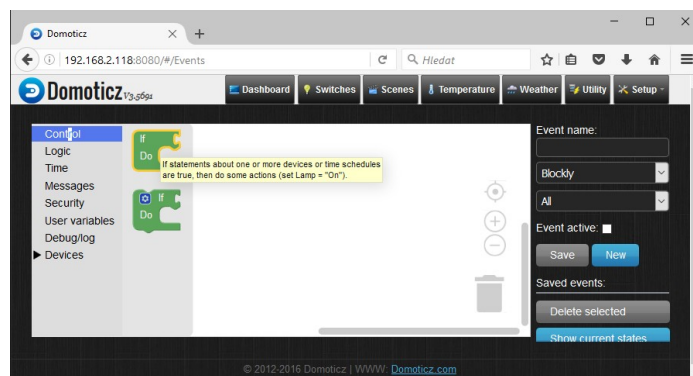 Domoticz
192.168.2.118:8080/#/Events
Hledat
Domoticz V3.5691
Dashboard
Switches
Scenes
Temperature
Weather
Utility
Setup
Control
Logic
Time
Messages
Security
User variables
Debug/log
Devices
If
Do
If statements about one or more devices or time schedules
are true, then do some actions (set Lamp = "On").
If
Do
Event name:
Blockly
All
Event active:
Save
New
Saved events:
Delete selected
Show current states
© 2012-2016 Domoticz | WWW: Domoticz.com